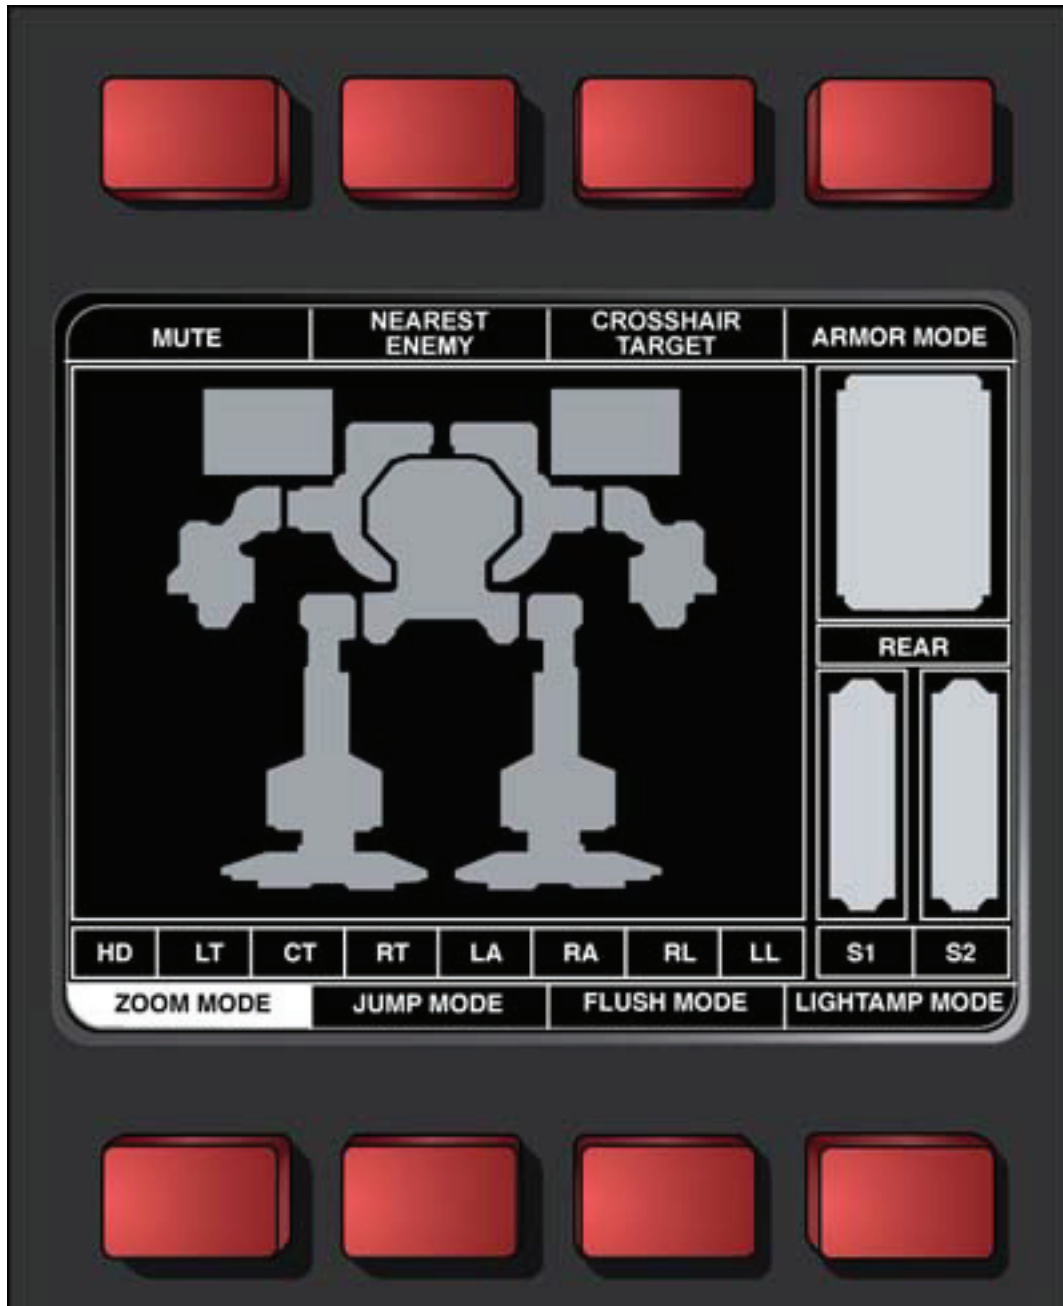 MUTE
NEAREST
ENEMY
CROSSHAIR
TARGET
ARMOR MODE
REAR
HD LT CT RT LA RA RL LL S1 S2
ZOOM MODE JUMP MODE FLUSH MODE LIGHTAMP MODE